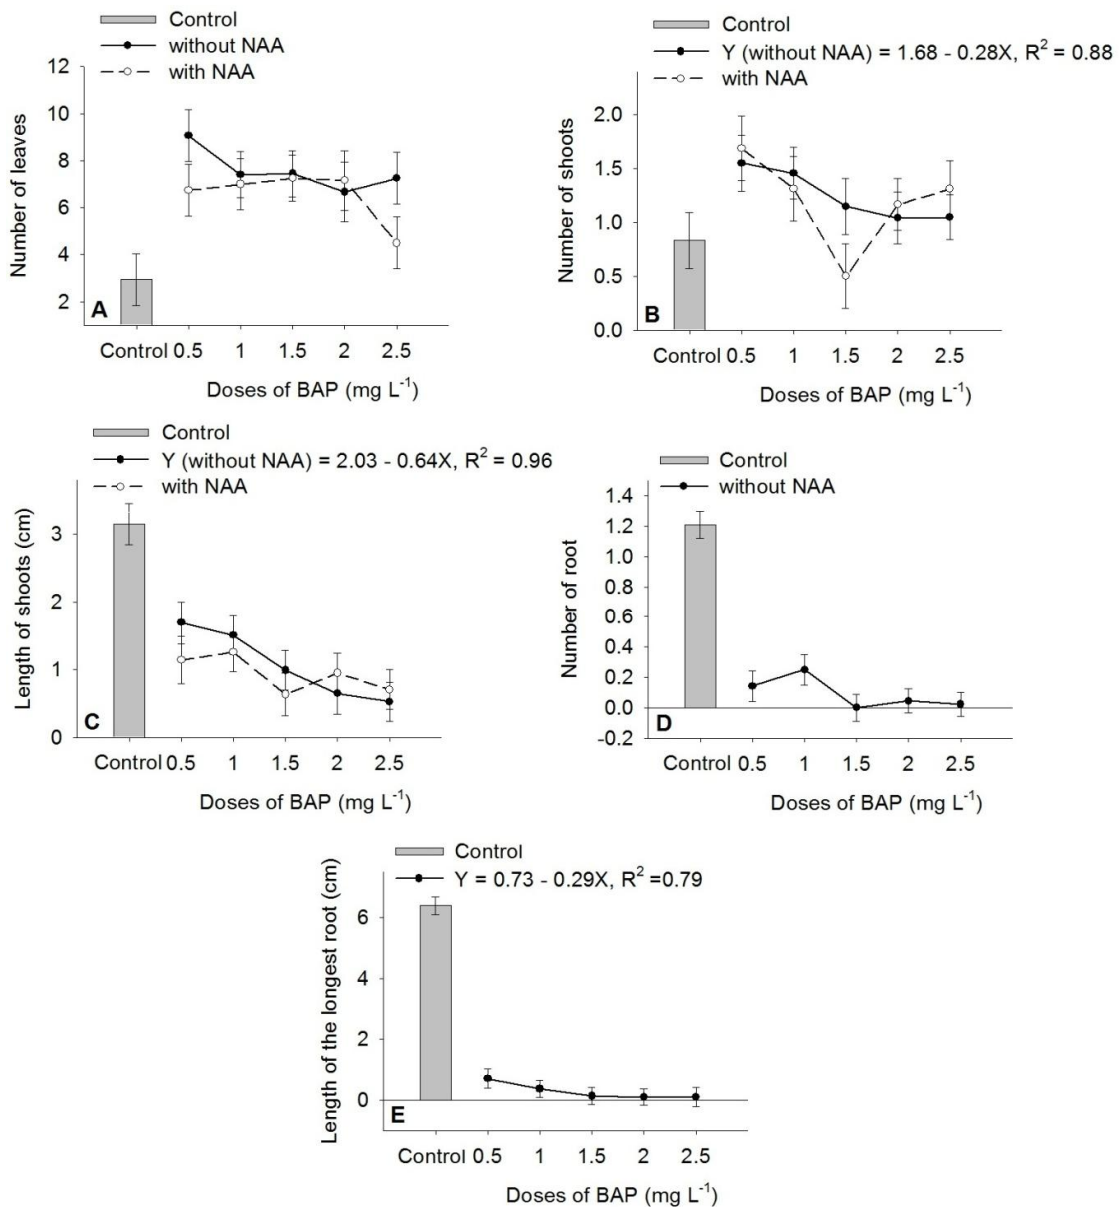 Control
without NAA
with NAA
Number of leaves
12
10
8
6
4
2
A
Control 0.5 1 1.5 2 2.5
Doses of BAP (mg L⁻¹)
Control
Y (without NAA) = 1.68 - 0.28X, R² = 0.88
with NAA
Number of shoots
2.0
1.5
1.0
0.5
0.0
B
Control 0.5 1 1.5 2 2.5
Doses of BAP (mg L⁻¹)
Control
Y (without NAA) = 2.03 - 0.64X, R² = 0.96
with NAA
Length of shoots (cm)
3
2
1
0
C
Control 0.5 1 1.5 2 2.5
Doses of BAP (mg L⁻¹)
Control
without NAA
Number of root
1.4
1.2
1.0
0.8
0.6
0.4
0.2
0.0
-0.2
D
Control 0.5 1 1.5 2 2.5
Doses of BAP (mg L⁻¹)
Control
Y = 0.73 - 0.29X, R² =0.79
Length of the longest root (cm)
6
4
2
0
E
Control 0.5 1 1.5 2 2.5
Doses of BAP (mg L⁻¹)